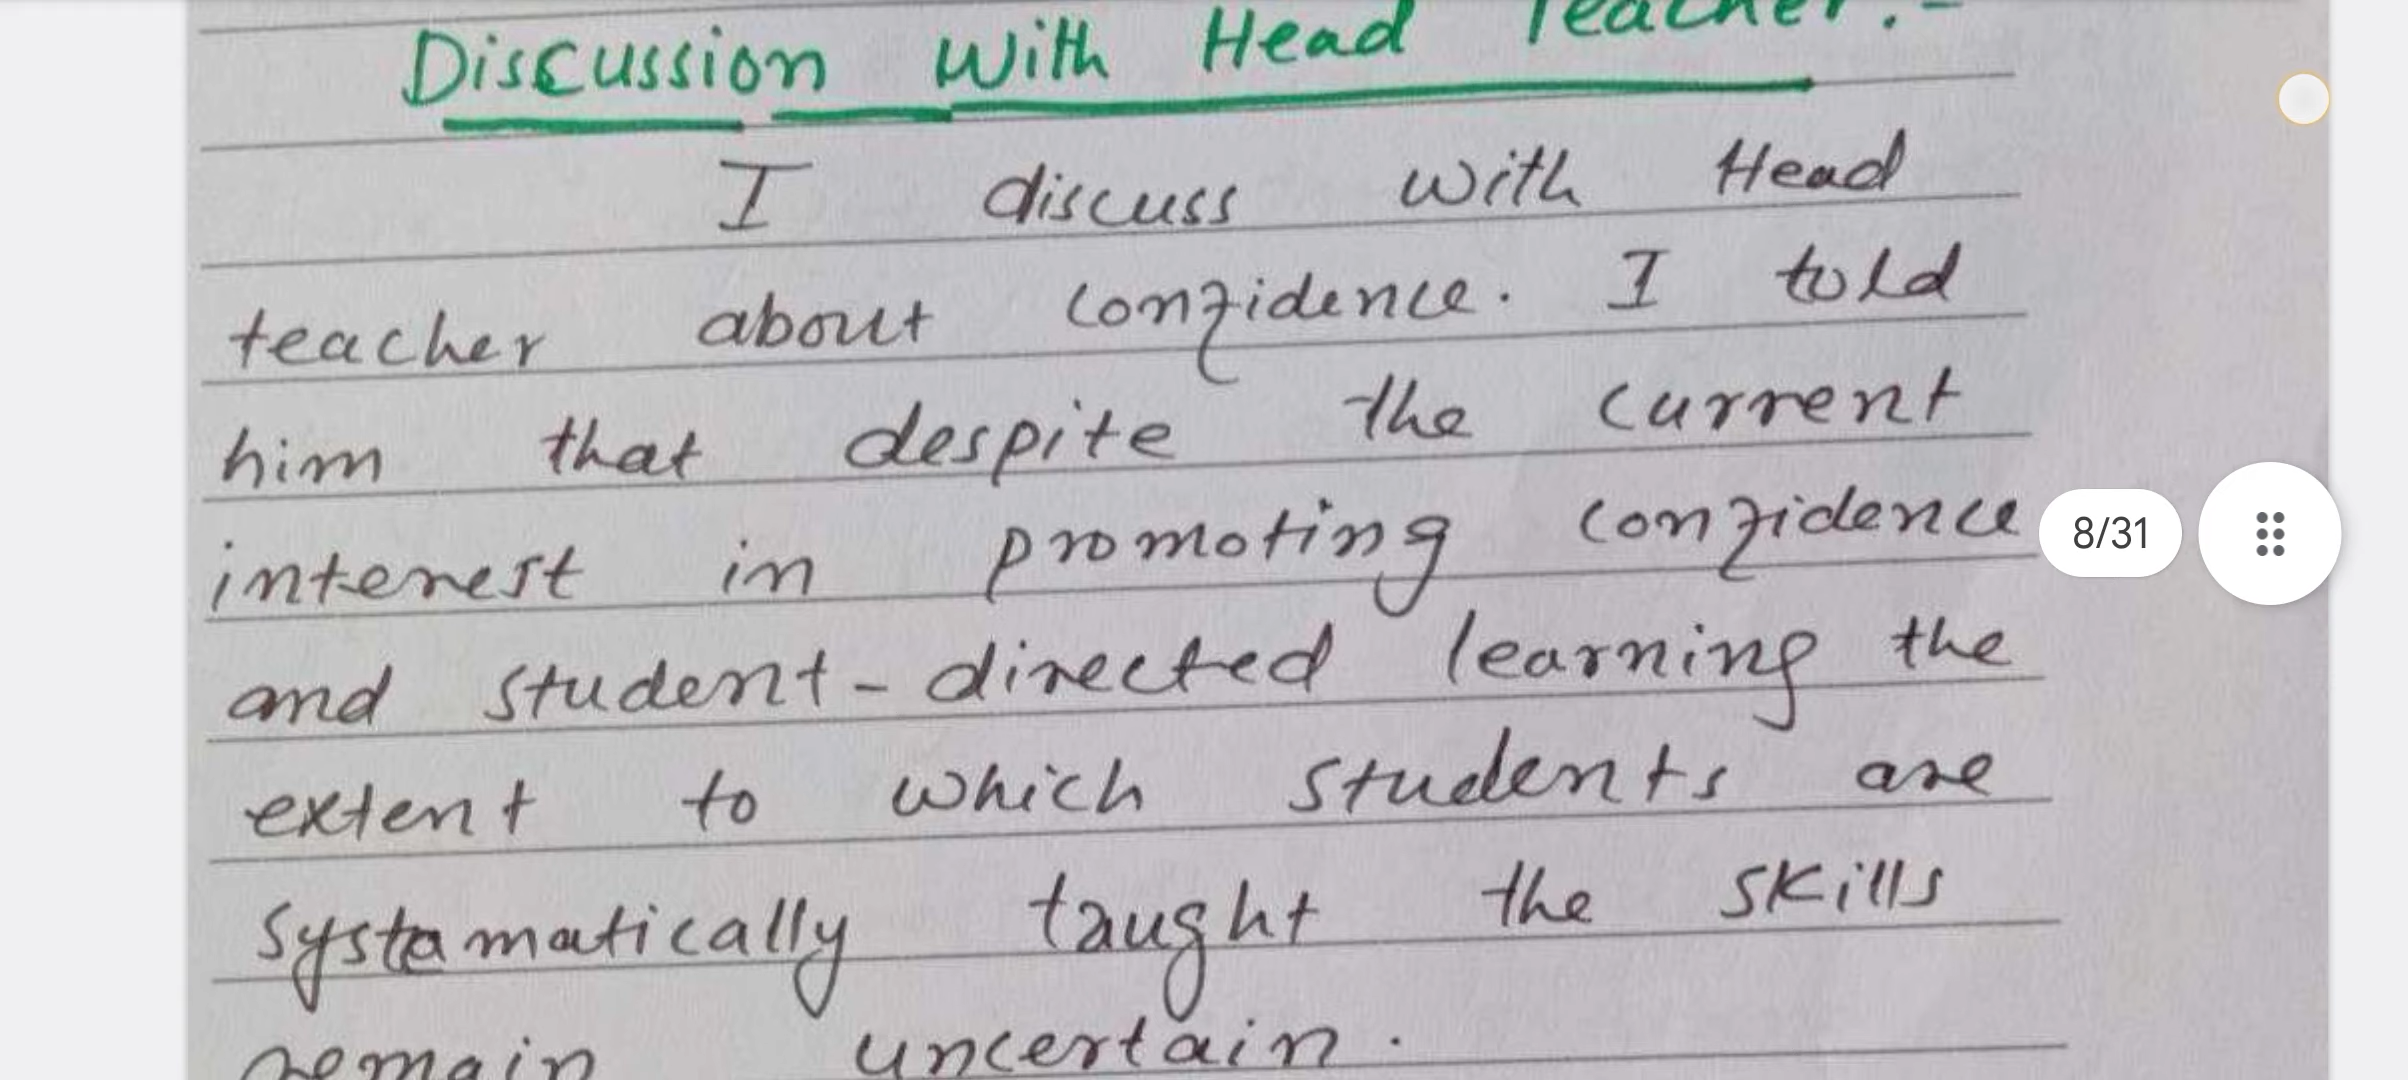 Discussion With Head Teacher:-
I discuss with Head
teacher about confidence. I told
him that despite the current
interest in promoting confidence
8/31
and student-directed learning the
extent to which students are
systamatically taught the skills
remain uncertain.